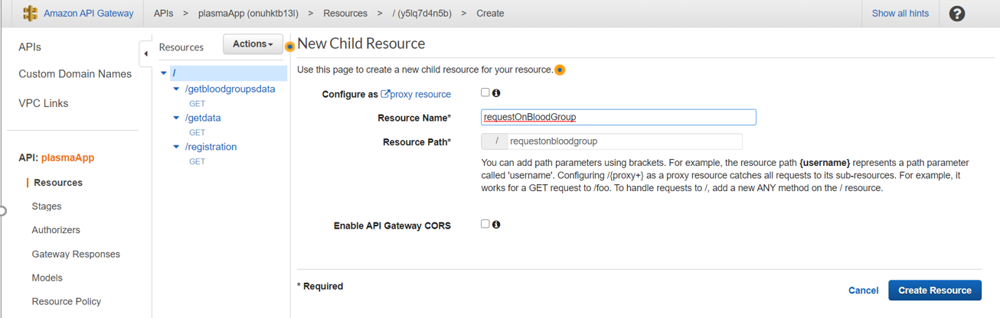 Amazon API Gateway APIs > plasmaApp (onuhktb13l) > Resources > / (y5lq7d4n5b) > Create Show all hints ?
APIs
Custom Domain Names
VPC Links
API: plasmaApp
Resources
Stages
Authorizers
Gateway Responses
Models
Resource Policy
Resources Actions
/
/getbloodgroupsdata
GET
/getdata
GET
/registration
GET
New Child Resource
Use this page to create a new child resource for your resource.
Configure as proxy resource
Resource Name* requestOnBloodGroup
Resource Path* / requestonbloodgroup
You can add path parameters using brackets. For example, the resource path {username} represents a path parameter
called 'username'. Configuring /{proxy+} as a proxy resource catches all requests to its sub-resources. For example, it
works for a GET request to /foo. To handle requests to /, add a new ANY method on the / resource.
Enable API Gateway CORS
* Required
Cancel Create Resource